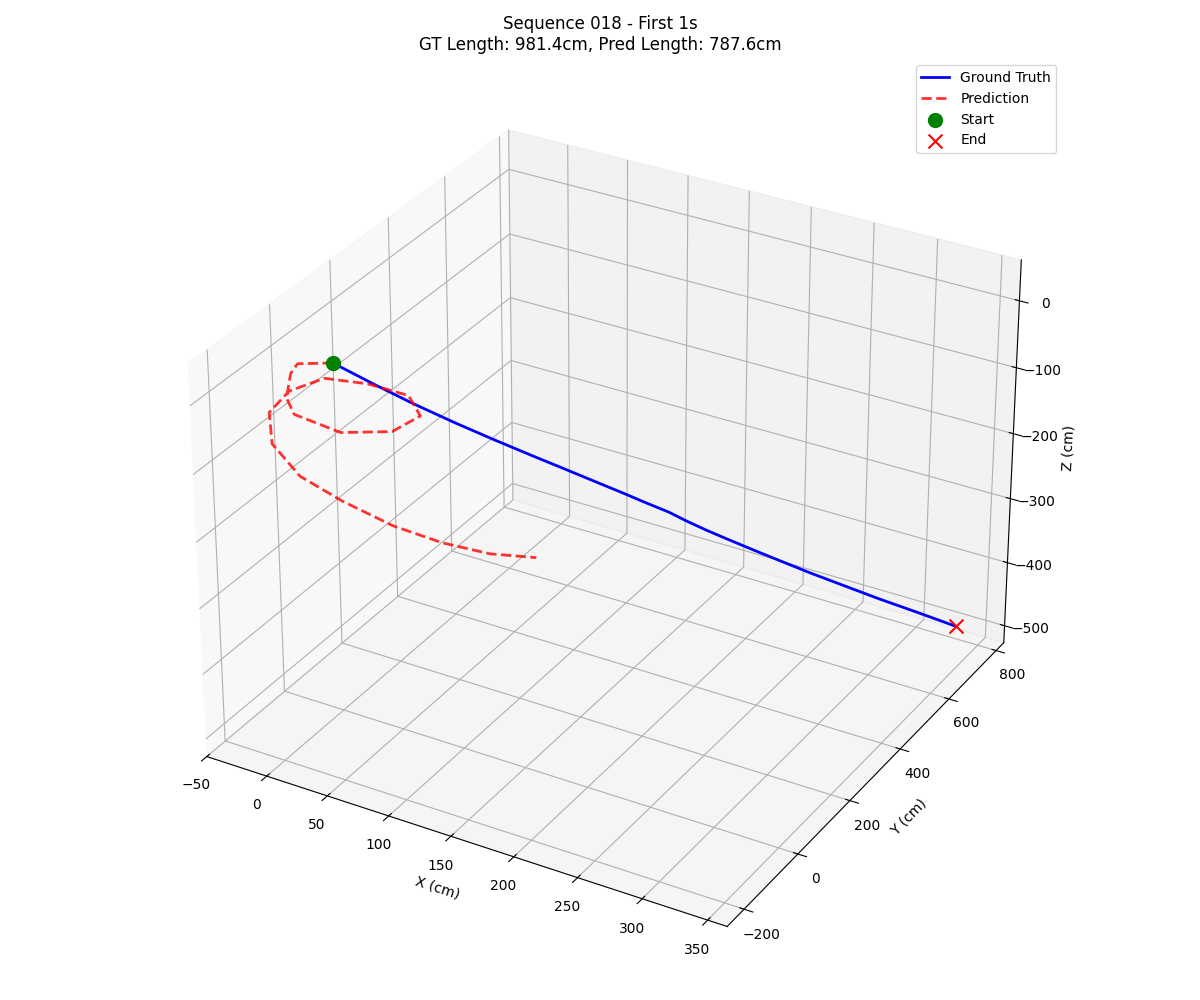 Sequence 018 - First 1s
GT Length: 981.4cm, Pred Length: 787.6cm
Ground Truth
Prediction
Start
End
0
−100
−200
−300
−400
−500
Z (cm)
800
600
400
200
0
−200
Y (cm)
−50
0
50
100
150
200
250
300
350
X (cm)